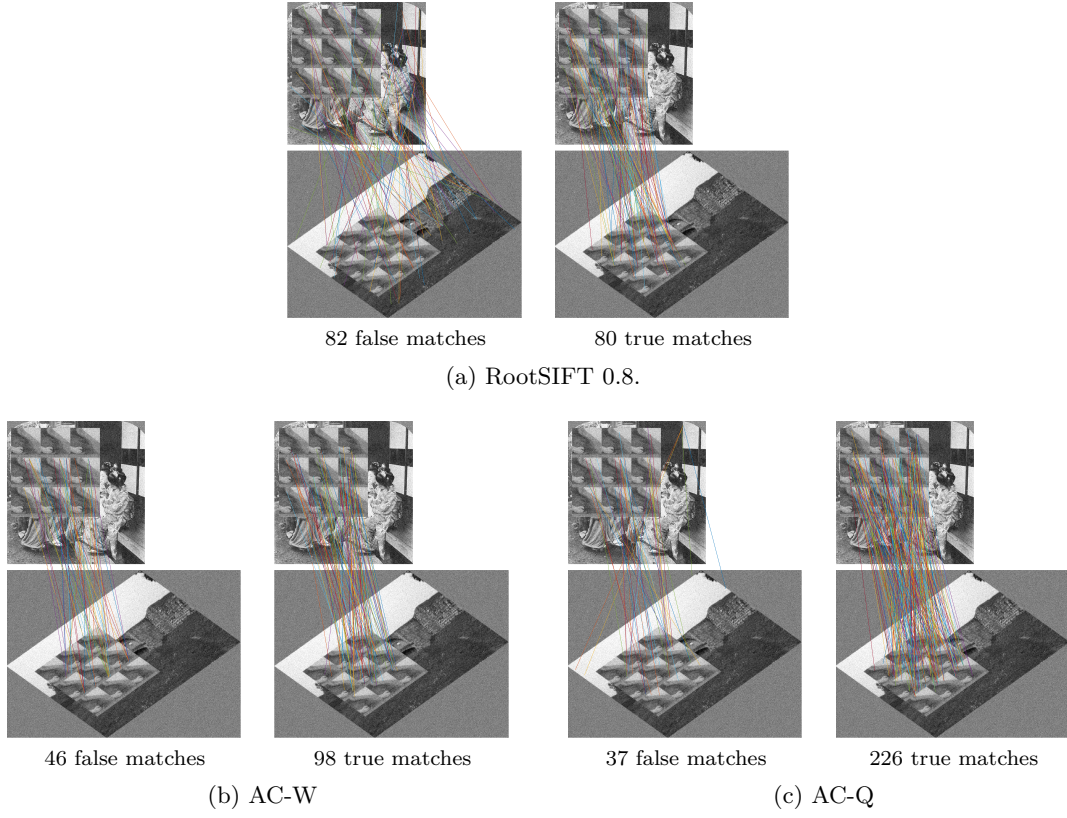 82 false matches
80 true matches
(a) RootSIFT 0.8.
46 false matches
98 true matches
37 false matches
226 true matches
(b) AC-W
(c) AC-Q